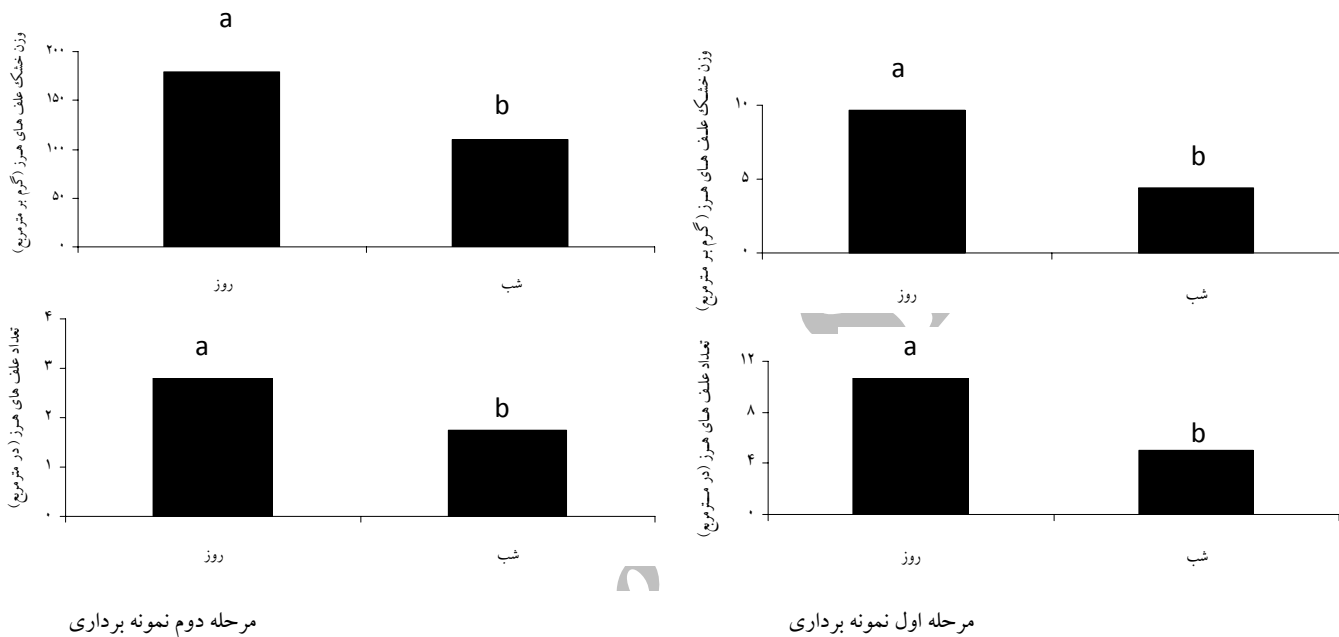 وزن خشک علف های هرز (گرم بر مترمربع)
a
b
۲۰۰
۱۵۰
۱۰۰
۵۰
۰
روز
شب
وزن خشک علف های هرز (گرم بر مترمربع)
a
b
۱۰
۵
۰
روز
شب
تعداد علف های هرز (در مترمربع)
a
b
۴
۳
۲
۱
۰
روز
شب
تعداد علف های هرز (در مترمربع)
a
b
۱۲
۸
۴
۰
روز
شب
مرحله اول نمونه برداری
مرحله دوم نمونه برداری